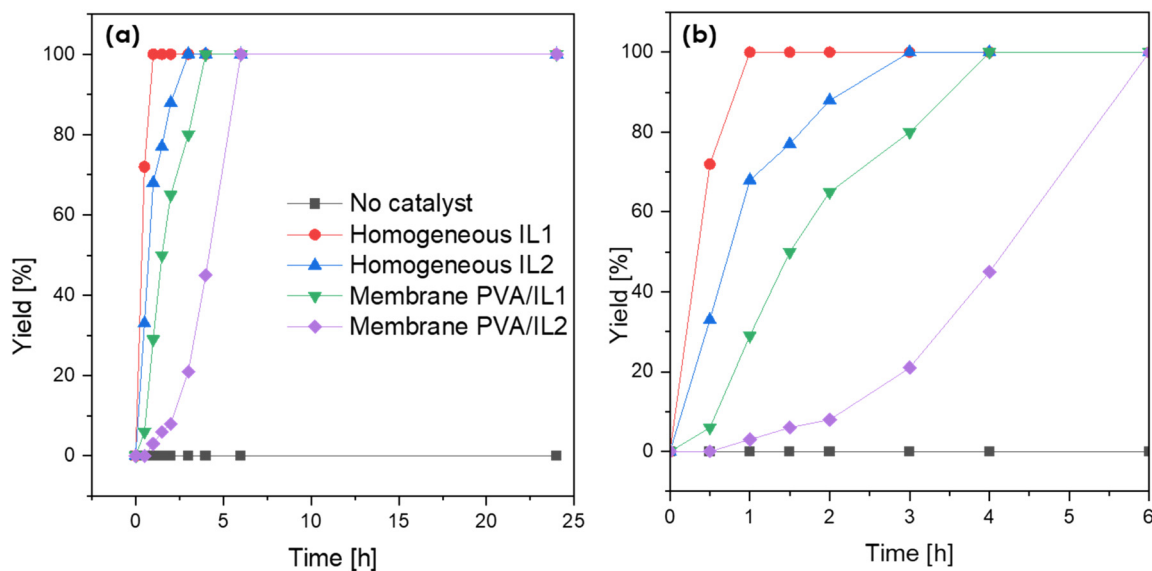 (a)
100
80
60
40
20
0
Yield [%]
No catalyst
Homogeneous IL1
Homogeneous IL2
Membrane PVA/IL1
Membrane PVA/IL2
0 5 10 15 20 25
Time [h]
(b)
100
80
60
40
20
0
Yield [%]
0 1 2 3 4 5 6
Time [h]